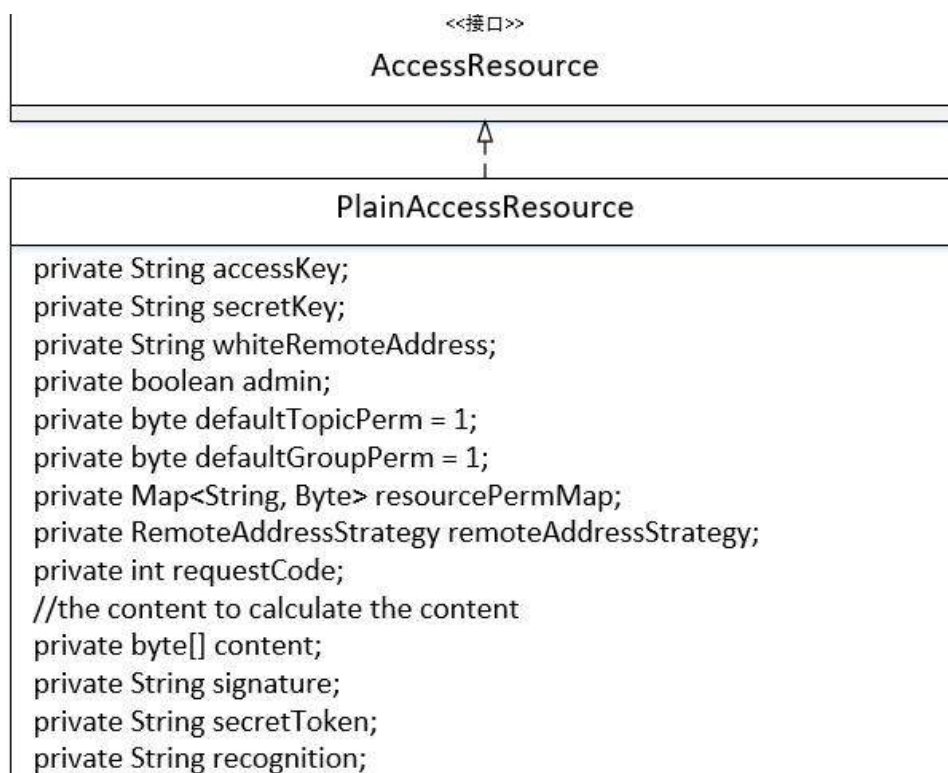 <<接口>>
AccessResource
PlainAccessResource
private String accessKey;
private String secretKey;
private String whiteRemoteAddress;
private boolean admin;
private byte defaultTopicPerm = 1;
private byte defaultGroupPerm = 1;
private Map<String, Byte> resourcePermMap;
private RemoteAddressStrategy remoteAddressStrategy;
private int requestCode;
//the content to calculate the content
private byte[] content;
private String signature;
private String secretToken;
private String recognition;